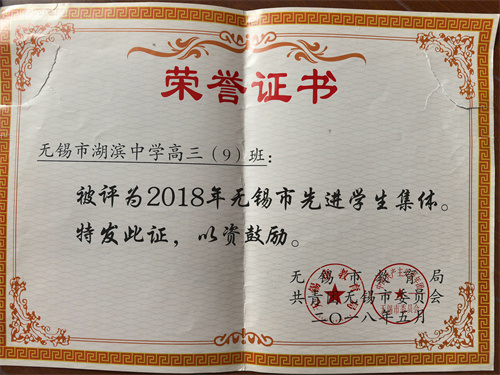 荣誉证书
无锡市湖滨中学高三（9）班：
被评为2018年无锡市先进学生集体。
特发此证，以资鼓励。
无锡市教育局
共青团无锡市委员会
二〇一八年五月